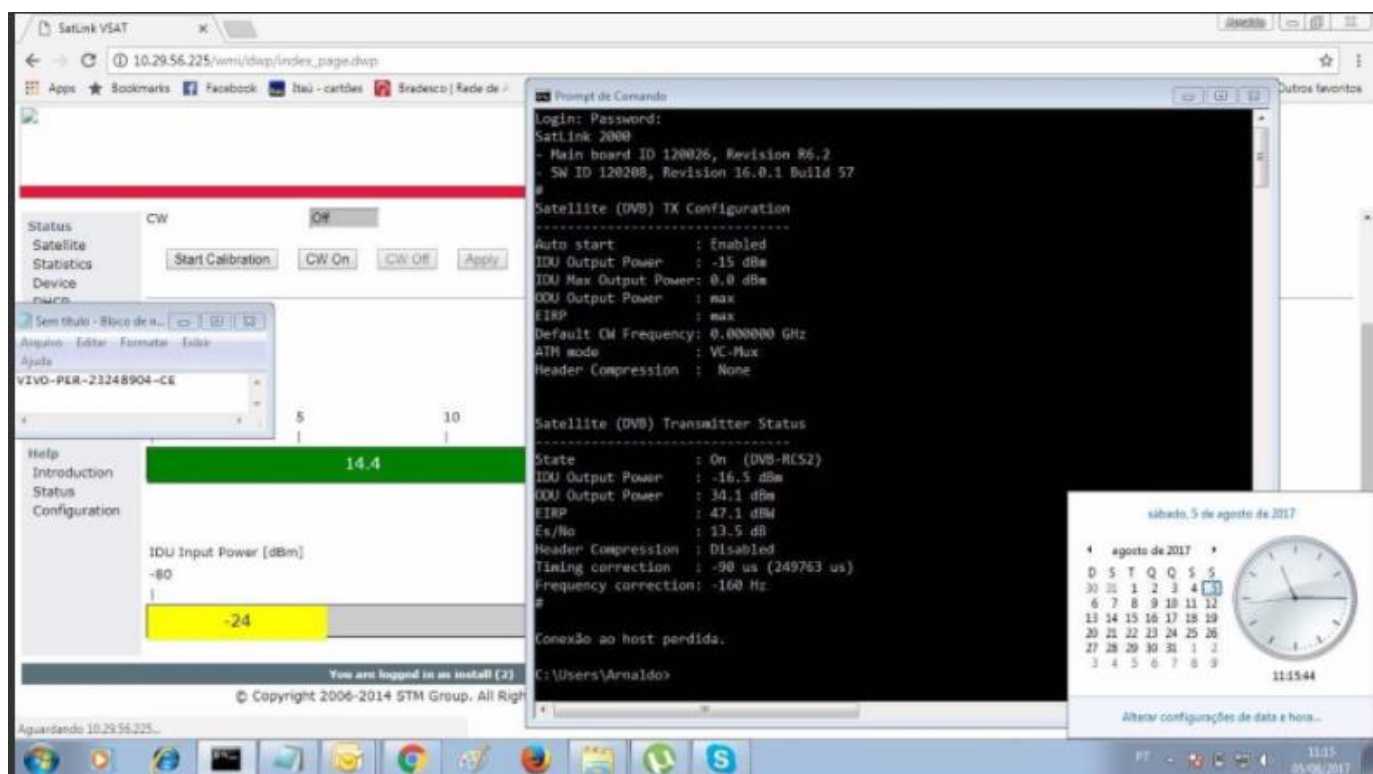 SatLink VSAT
10.29.56.225/wmi/dwp/index_page.dwp
Apps Bookmarks Facebook Itaú - cartões Bradesco | Rede de A
Outros favoritos
CW Off
Start Calibration CW On CW Off Apply
Status
Satellite
Statistics
Device
DHCP
Sem título - Bloco de n...
Arquivo Editar Formatar Exibir
Ajuda
VIVO-PER-23248904-CE
5 10
14.4
Help
Introduction
Status
Configuration
IDU Input Power [dBm]
-80
-24
You are logged in as install (2)
© Copyright 2006-2014 STM Group. All Righ
Aguardando 10.29.56.225...
Prompt de Comando
Login: Password:
SatLink 2000
- Main board ID 120026, Revision R6.2
- SW ID 120208, Revision 16.0.1 Build 57
#
Satellite (DVB) TX Configuration
---------------------------------
Auto start : Enabled
IDU Output Power : -15 dBm
IDU Max Output Power: 0.0 dBm
ODU Output Power : max
EIRP : max
Default CW Frequency: 0.000000 GHz
ATM mode : VC-Mux
Header Compression : None
Satellite (DVB) Transmitter Status
---------------------------------
State : On (DVB-RCS2)
IDU Output Power : -16.5 dBm
ODU Output Power : 34.1 dBm
EIRP : 47.1 dBW
Es/No : 13.5 dB
Header Compression : Disabled
Timing correction : -90 us (249763 us)
Frequency correction: -160 Hz
#
Conexão ao host perdida.
C:\Users\Arnaldo>
sábado, 5 de agosto de 2017
agosto de 2017
D S T Q Q S S
30 31 1 2 3 4 5
6 7 8 9 10 11 12
13 14 15 16 17 18 19
20 21 22 23 24 25 26
27 28 29 30 31 1 2
3 4 5 6 7 8 9
11:15:44
Alterar configurações de data e hora...
PT
11:15
05/08/2017